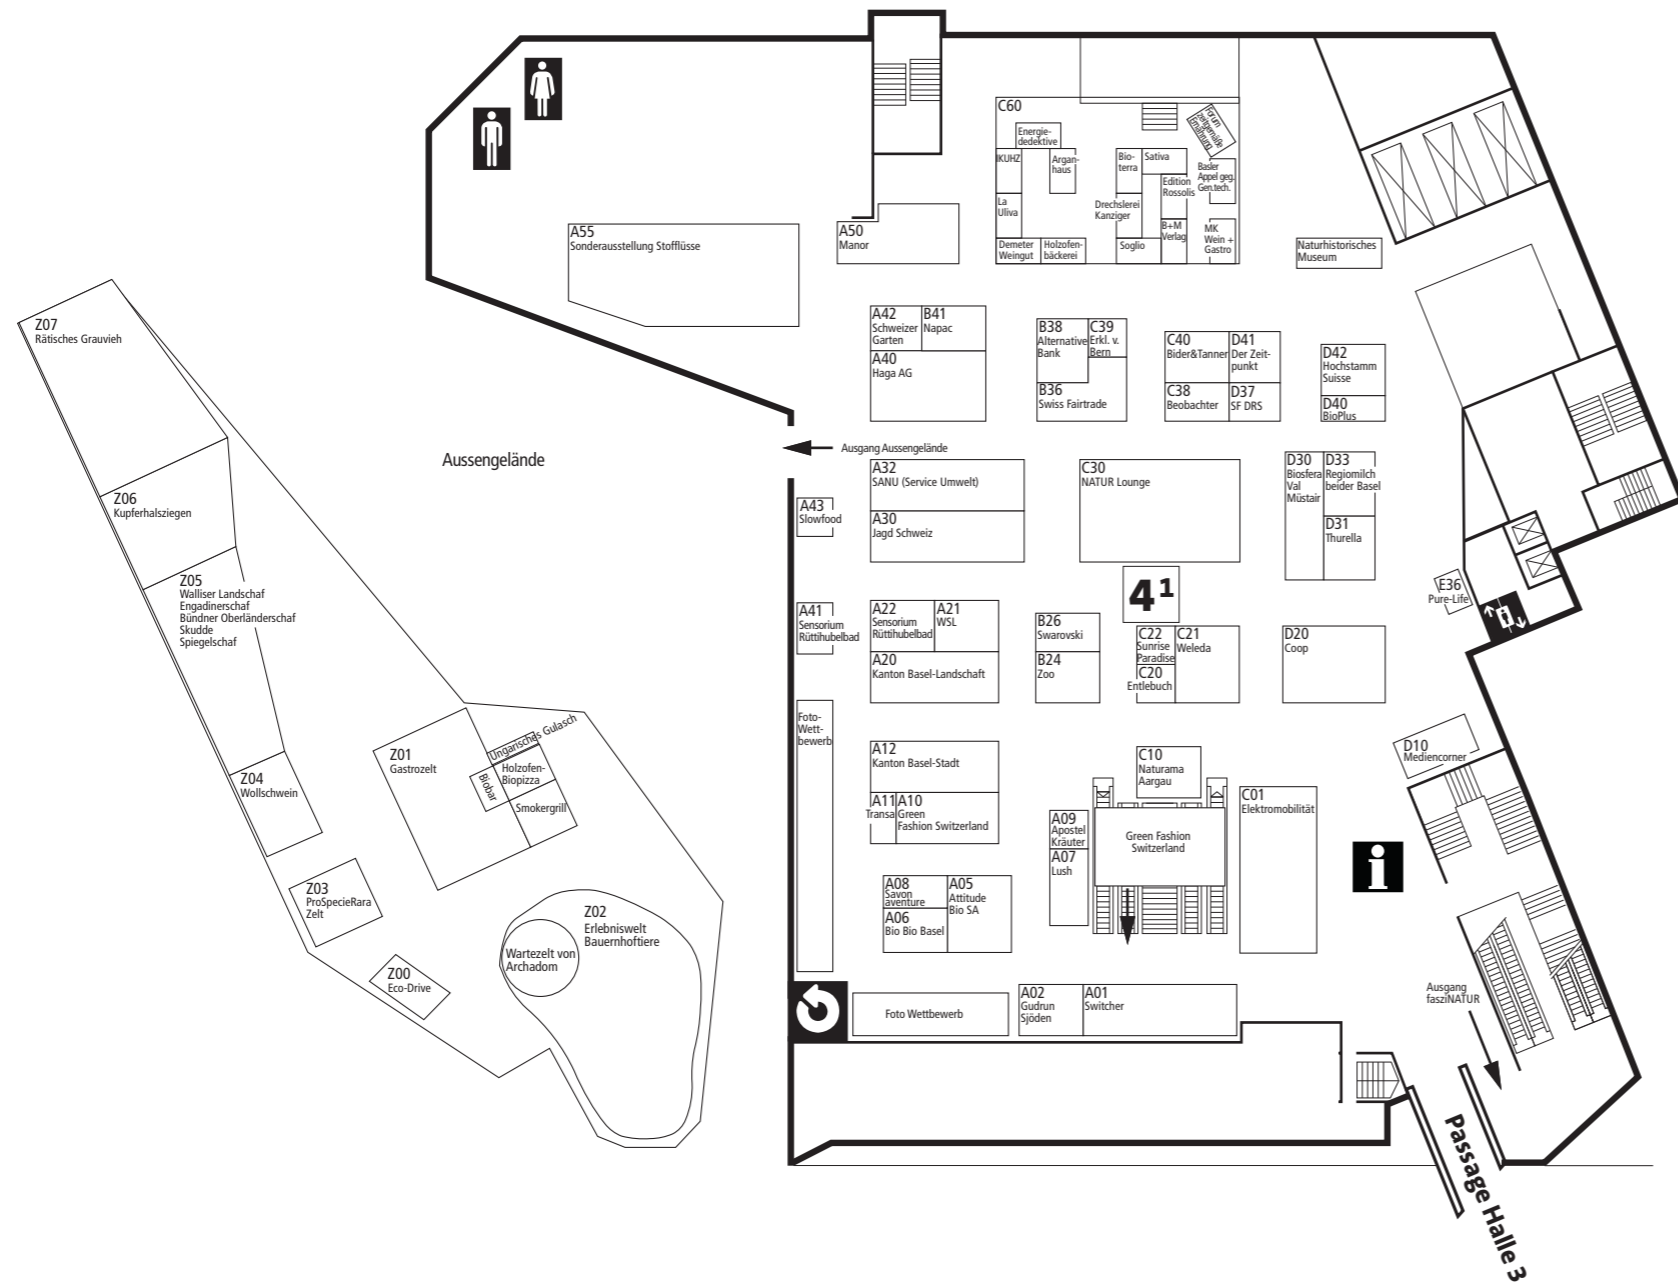 C60
Energie-
dedektive
IKUHZ
Argan-
haus
La
Uliva
Demeter
Weingut
Holzofen-
bäckerei
Bio-
terra
Sativa
Edition
Rossolis
Drechslerei
Kanziger
Soglio
B+M
Verlag
Forum
zeitgemäße
Ernährung
Basler
Appel geg.
Gen.tech.
MK
Wein +
Gastro
A55
Sonderausstellung Stofflüsse
A50
Manor
Naturhistorisches
Museum
Z07
Rätisches Grauvieh
A42
Schweizer
Garten
B41
Napac
A40
Haga AG
B38
Alternative
Bank
C39
Erkl. v.
Bern
B36
Swiss Fairtrade
C40
Bider&Tanner
D41
Der Zeit-
punkt
C38
Beobachter
D37
SF DRS
D42
Hochstamm
Suisse
D40
BioPlus
Aussengelände
Ausgang Aussengelände
Z06
Kupferhalsziegen
A43
Slowfood
A32
SANU (Service Umwelt)
A30
Jagd Schweiz
C30
NATUR Lounge
D30
Biosfera
Val
Müstair
D33
Regiomilch
beider Basel
D31
Thurella
4¹
E36
Pure-Life
Z05
Walliser Landschaf
Engadinerschaf
Bündner Oberländerschaf
Skudde
Spiegelschaf
A41
Sensorium
Rüttihubelbad
A22
Sensorium
Rüttihubelbad
A21
WSL
A20
Kanton Basel-Landschaft
B26
Swarovski
B24
Zoo
C22
Sunrise
Paradise
C20
Entlebuch
C21
Weleda
D20
Coop
Foto-
Wett-
bewerb
Z04
Wollschwein
Z01
Gastrozelt
Ungarisches Gulasch
Biobar
Holzofen-
Biopizza
Smokergrill
A12
Kanton Basel-Stadt
A11
Transa
A10
Green
Fashion Switzerland
C10
Naturama
Aargau
D10
Mediencorner
C01
Elektromobilität
A09
Apostel
Kräuter
A07
Lush
Green Fashion
Switzerland
i
Z03
ProSpecieRara
Zelt
Z02
Erlebniswelt
Bauernhoftiere
Wartezelt von
Archadom
Z00
Eco-Drive
A08
Savon
aventure
A06
Bio Bio Basel
A05
Attitude
Bio SA
Foto Wettbewerb
A02
Gudrun
Sjöden
A01
Switcher
Ausgang
fasziNATUR
Passage Halle 3